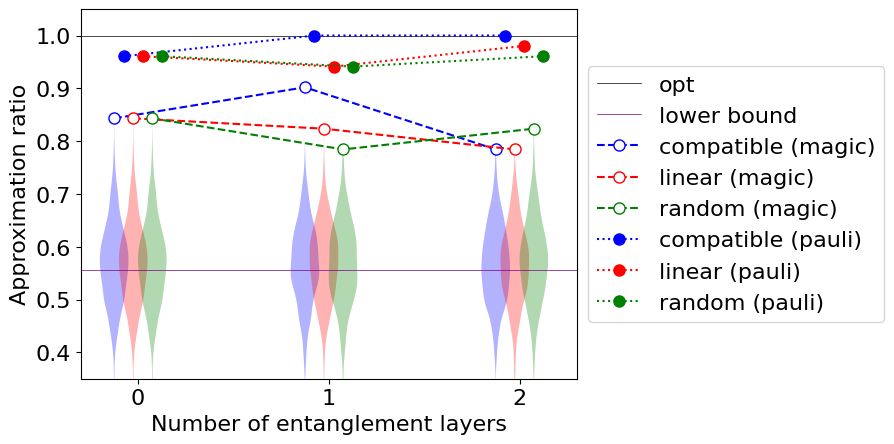 1.0
0.9
0.8
0.7
0.6
0.5
0.4
Approximation ratio
0 1 2
Number of entanglement layers
opt
lower bound
compatible (magic)
linear (magic)
random (magic)
compatible (pauli)
linear (pauli)
random (pauli)